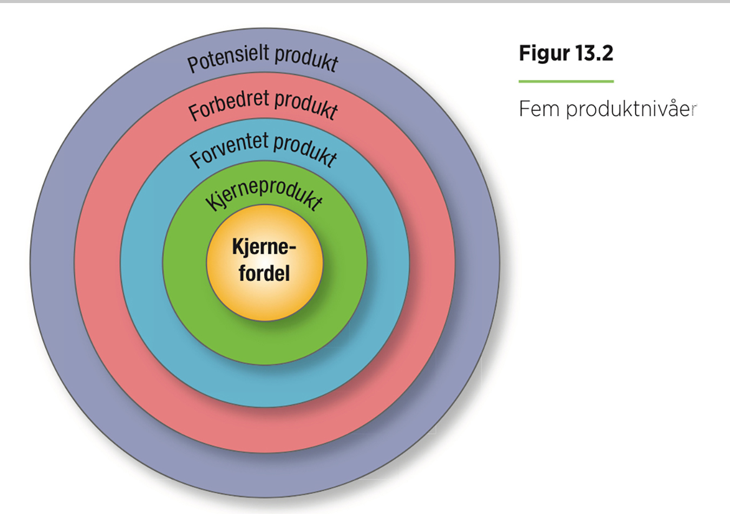 Potensielt produkt
Forbedret produkt
Forventet produkt
Kjerneprodukt
Kjerne-
fordel
Figur 13.2
Fem produktnivåer